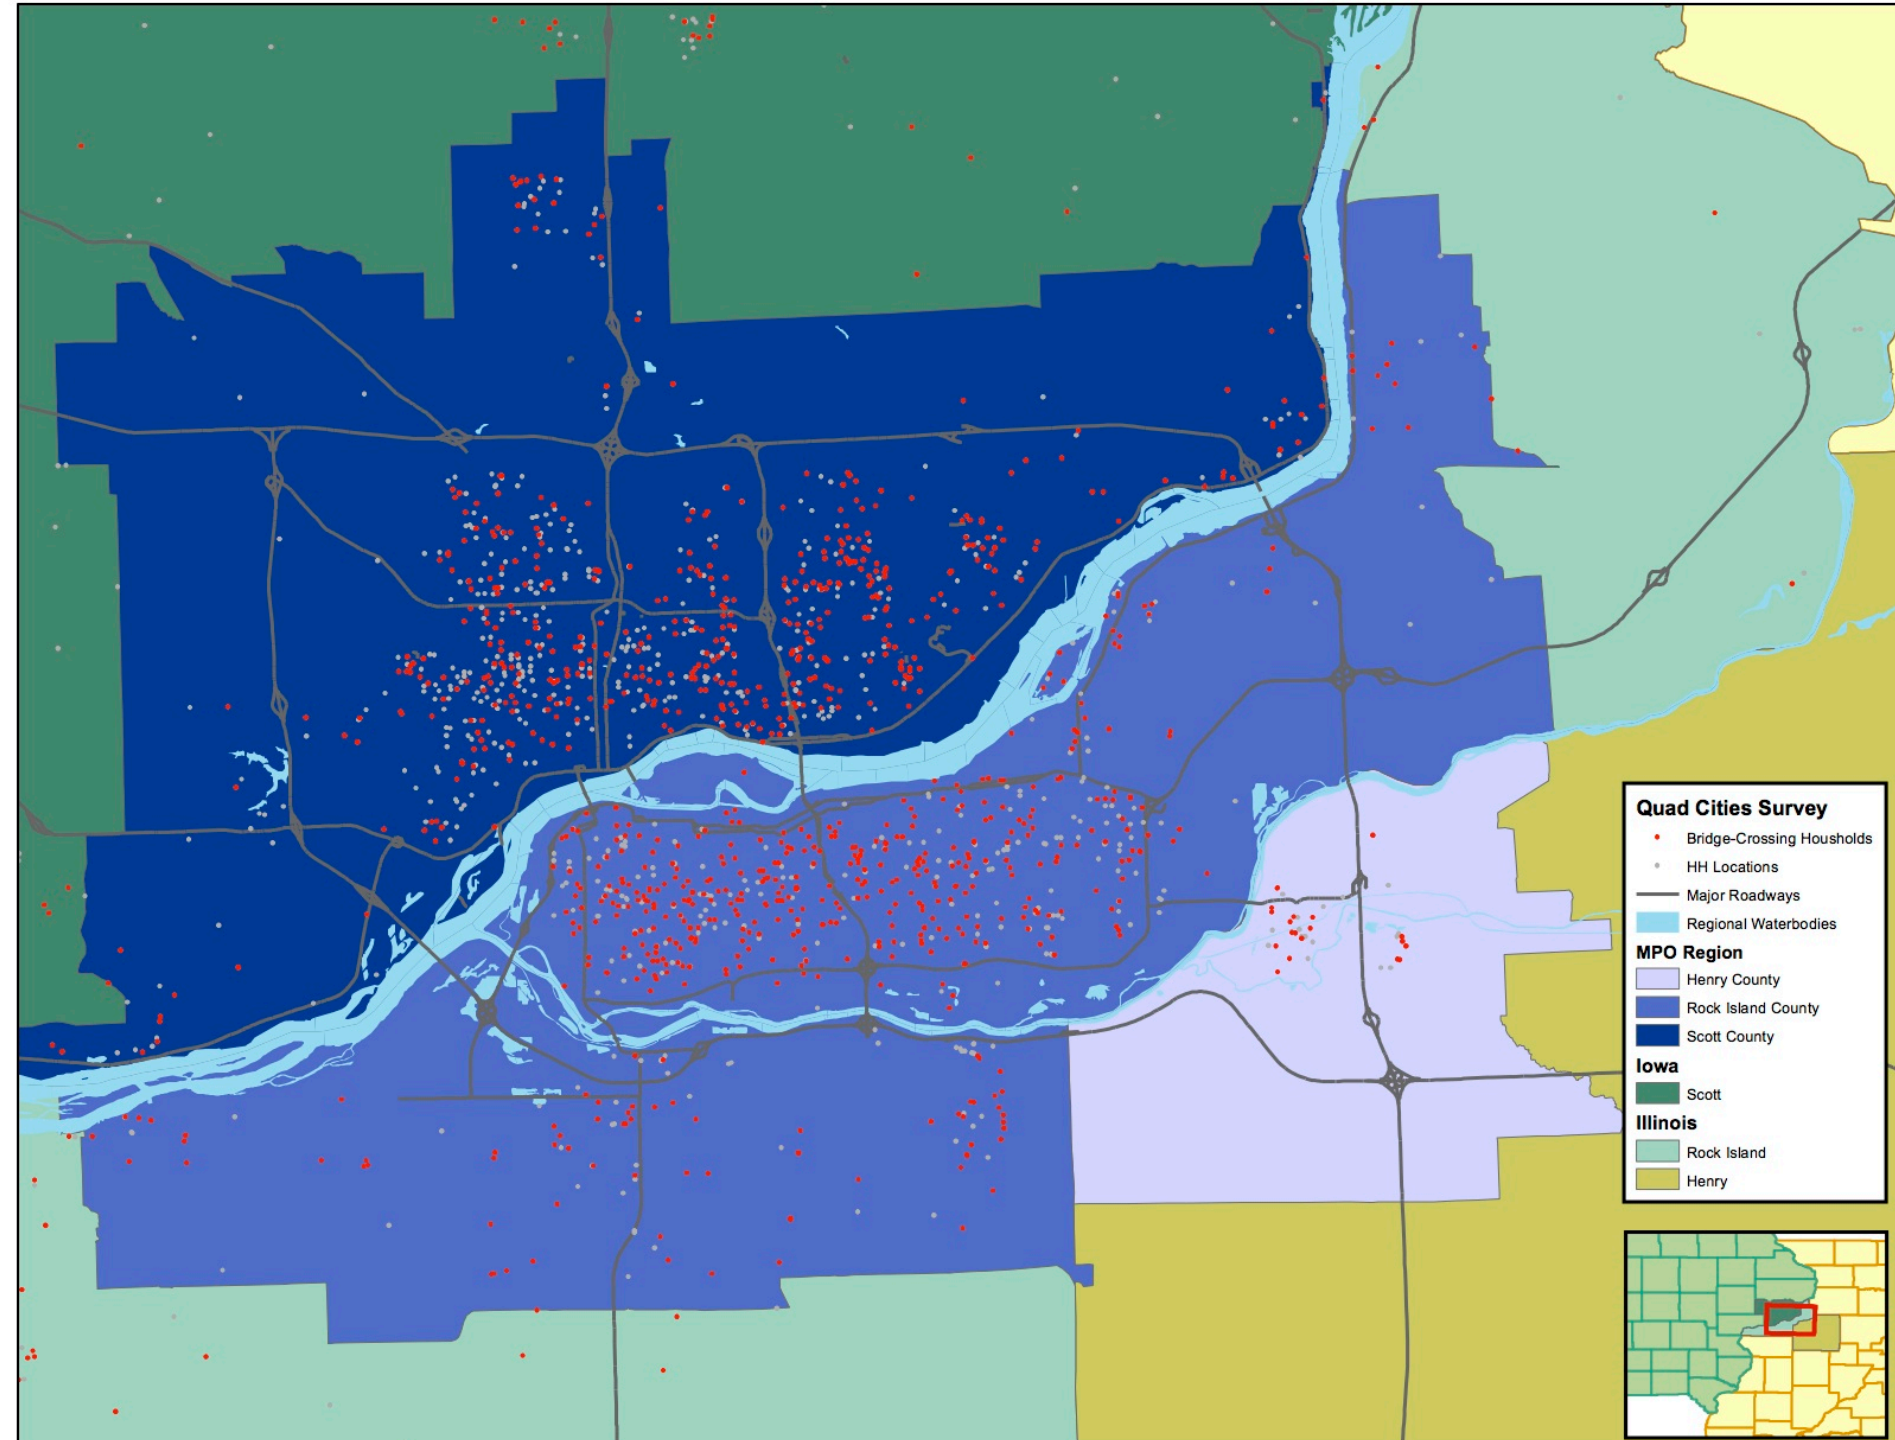 Quad Cities Survey
Bridge-Crossing Housholds
HH Locations
Major Roadways
Regional Waterbodies
MPO Region
Henry County
Rock Island County
Scott County
Iowa
Scott
Illinois
Rock Island
Henry